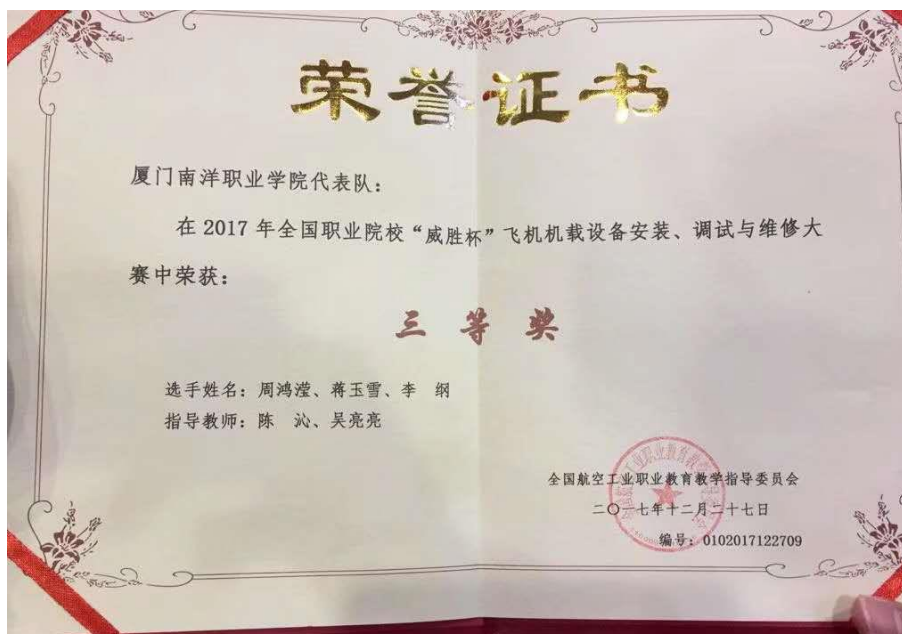 荣誉证书
厦门南洋职业学院代表队：
在2017年全国职业院校“威胜杯”飞机机载设备安装、调试与维修大
赛中荣获：
三等奖
选手姓名：周鸿滢、蒋玉雪、李 纲
指导教师：陈 沁、吴亮亮
全国航空工业职业教育教学指导委员会
二〇一七年十二月二十七日
编号：0102017122709